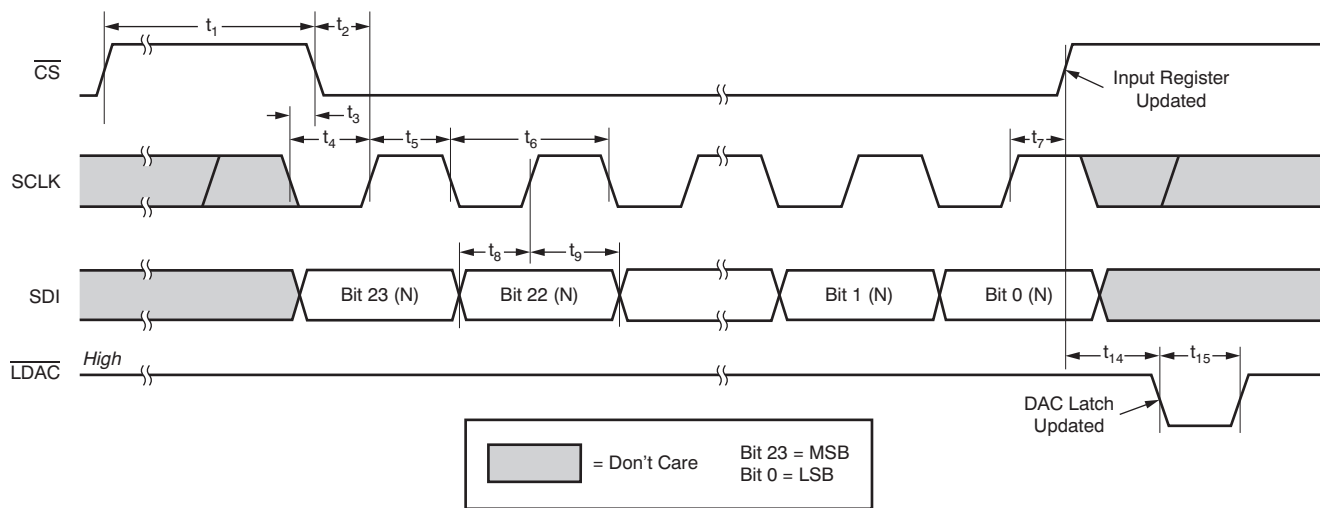 t1
t2
CS
Input Register
Updated
t3
t4
t5
t6
t7
SCLK
t8
t9
SDI
Bit 23 (N)
Bit 22 (N)
Bit 1 (N)
Bit 0 (N)
High
LDAC
t14
t15
DAC Latch
Updated
= Don't Care
Bit 23 = MSB
Bit 0 = LSB